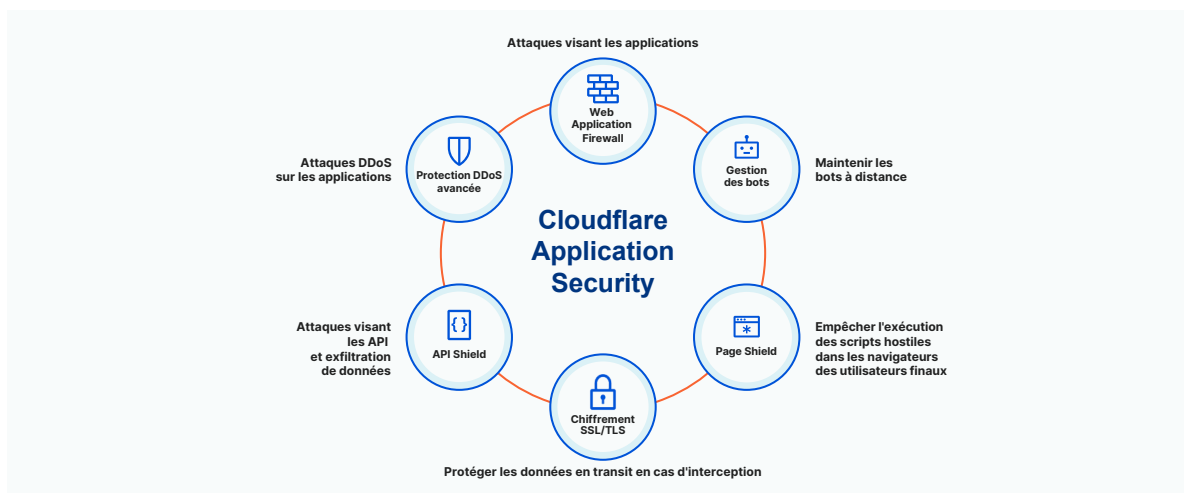 Attaques visant les applications
Web
Application
Firewall
Attaques DDoS
sur les applications
Protection DDoS
avancée
Gestion
des bots
Maintenir les
bots à distance
Cloudflare
Application
Security
Attaques visant
les API
et exfiltration
de données
{ }
API Shield
Page Shield
Empêcher l'exécution
des scripts hostiles
dans les navigateurs
des utilisateurs finaux
Chiffrement
SSL/TLS
Protéger les données en transit en cas d'interception